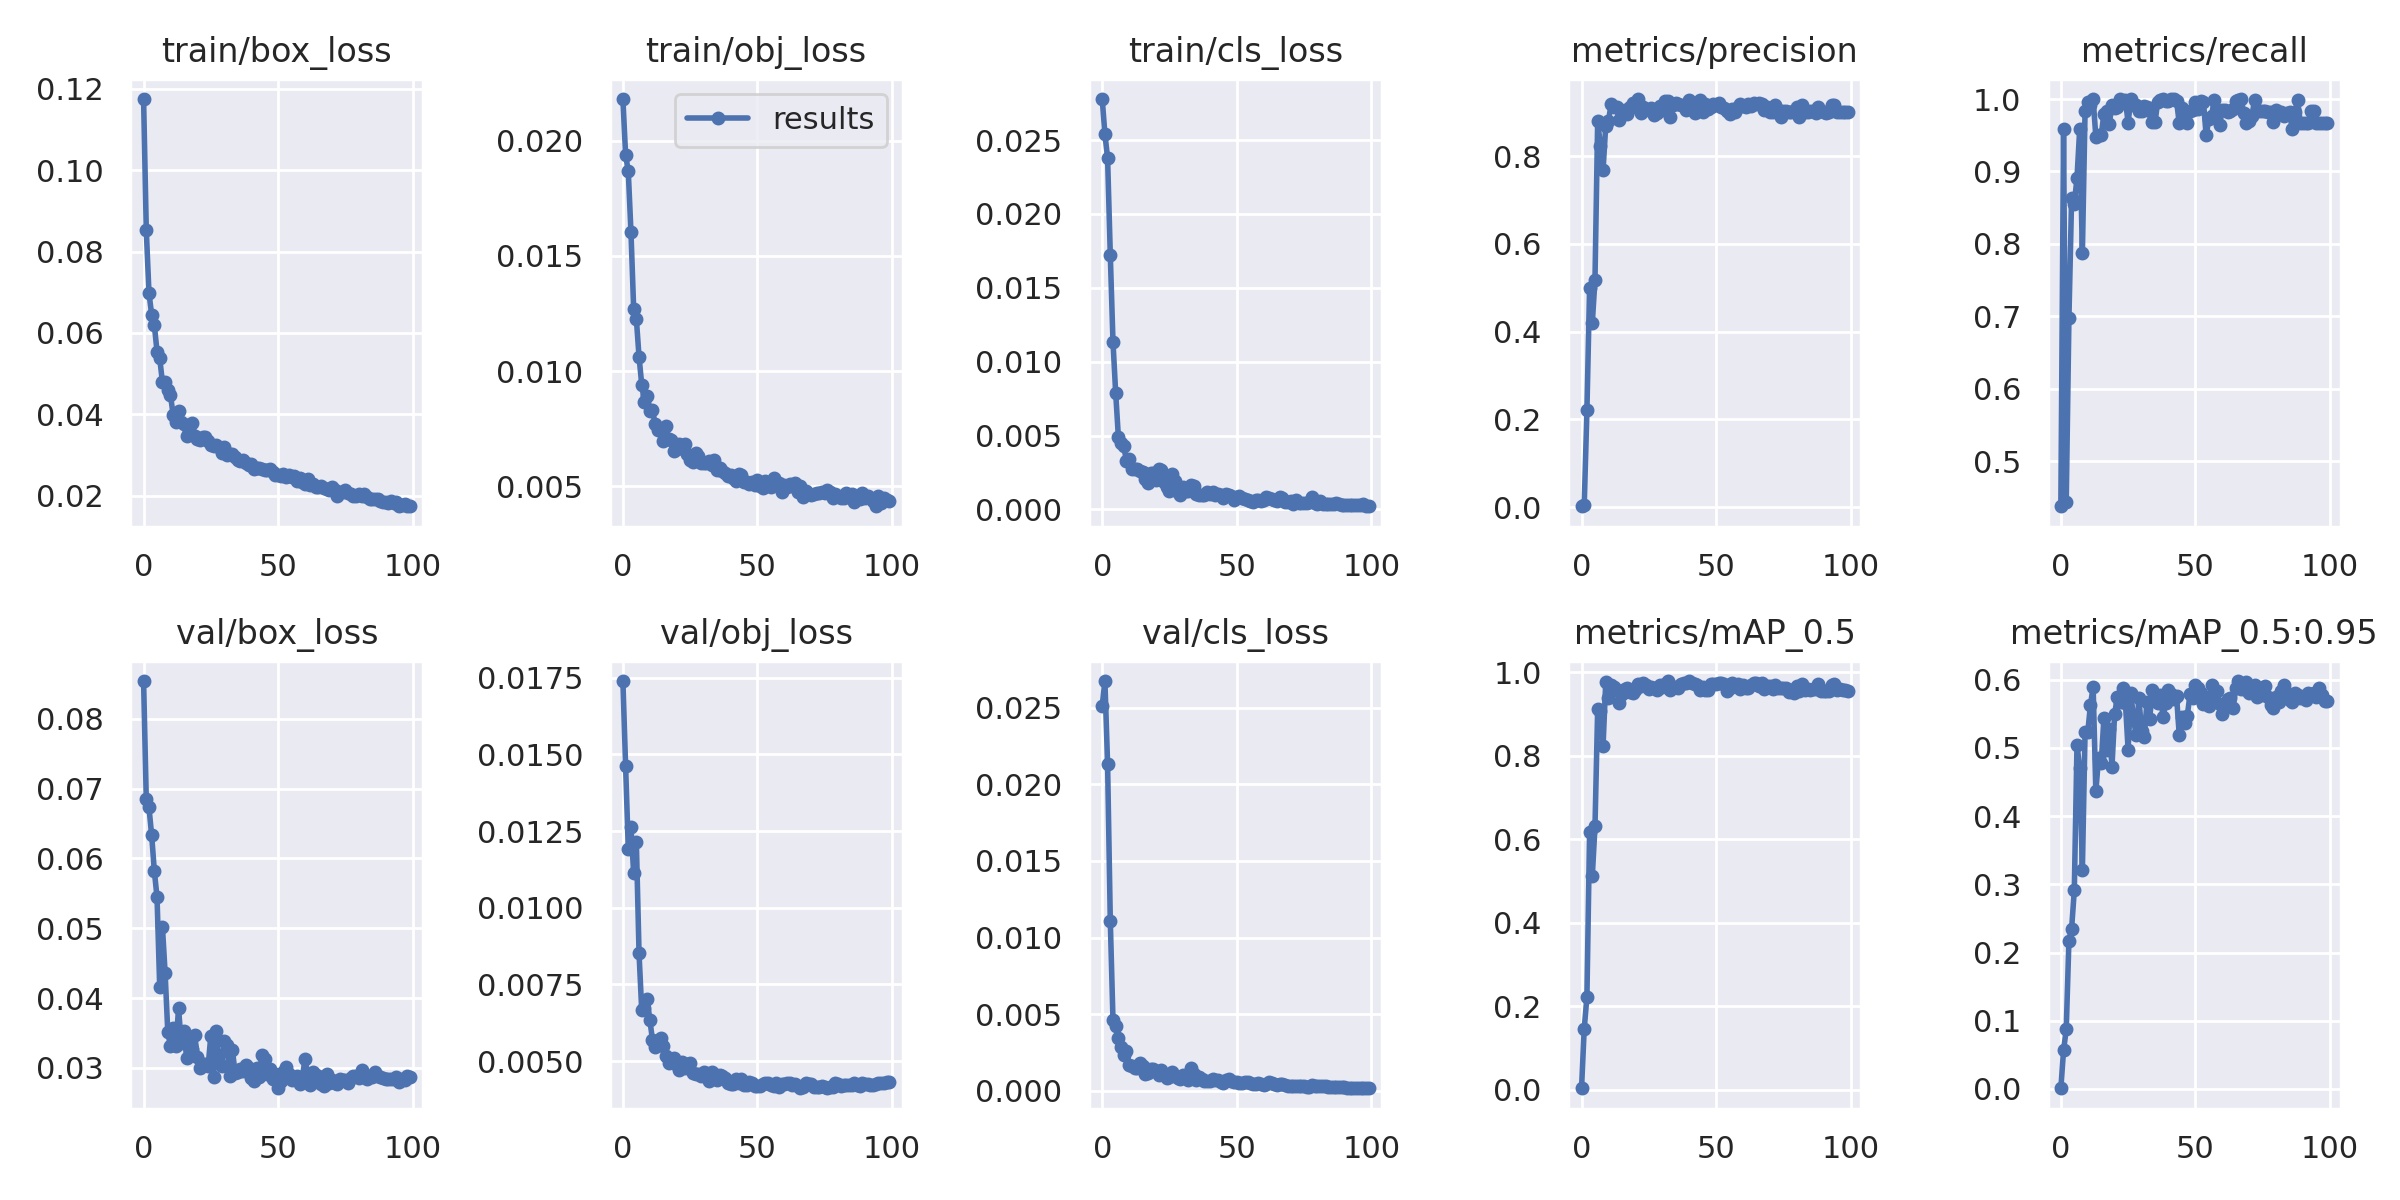 train/box_loss
0.12
0.10
0.08
0.06
0.04
0.02
0 50 100
train/obj_loss
results
0.020
0.015
0.010
0.005
0 50 100
train/cls_loss
0.025
0.020
0.015
0.010
0.005
0.000
0 50 100
metrics/precision
0.8
0.6
0.4
0.2
0.0
0 50 100
metrics/recall
1.0
0.9
0.8
0.7
0.6
0.5
0 50 100
val/box_loss
0.08
0.07
0.06
0.05
0.04
0.03
0 50 100
val/obj_loss
0.0175
0.0150
0.0125
0.0100
0.0075
0.0050
0 50 100
val/cls_loss
0.025
0.020
0.015
0.010
0.005
0.000
0 50 100
metrics/mAP_0.5
1.0
0.8
0.6
0.4
0.2
0.0
0 50 100
metrics/mAP_0.5:0.95
0.6
0.5
0.4
0.3
0.2
0.1
0.0
0 50 100